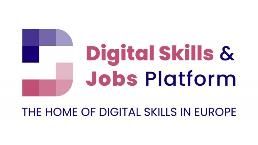 Digital Skills &
Jobs Platform
THE HOME OF DIGITAL SKILLS IN EUROPE